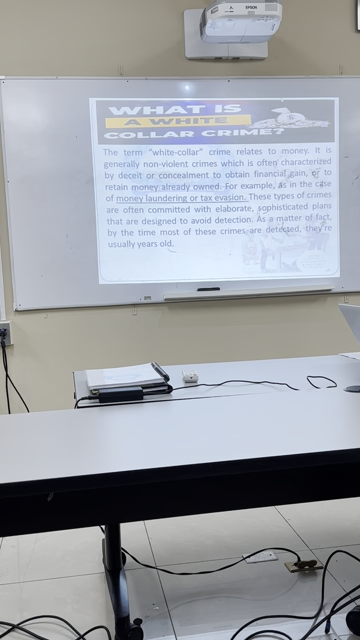 EPSON
WHAT IS
A WHITE
COLLAR CRIME?
The term "white-collar" crime relates to money. It is
generally non-violent crimes which is often characterized
by deceit or concealment to obtain financial gain, or to
retain money already owned. For example, as in the case
of money laundering or tax evasion. These types of crimes
are often committed with elaborate, sophisticated plans
that are designed to avoid detection. As a matter of fact,
by the time most of these crimes are detected, they're
usually years old.